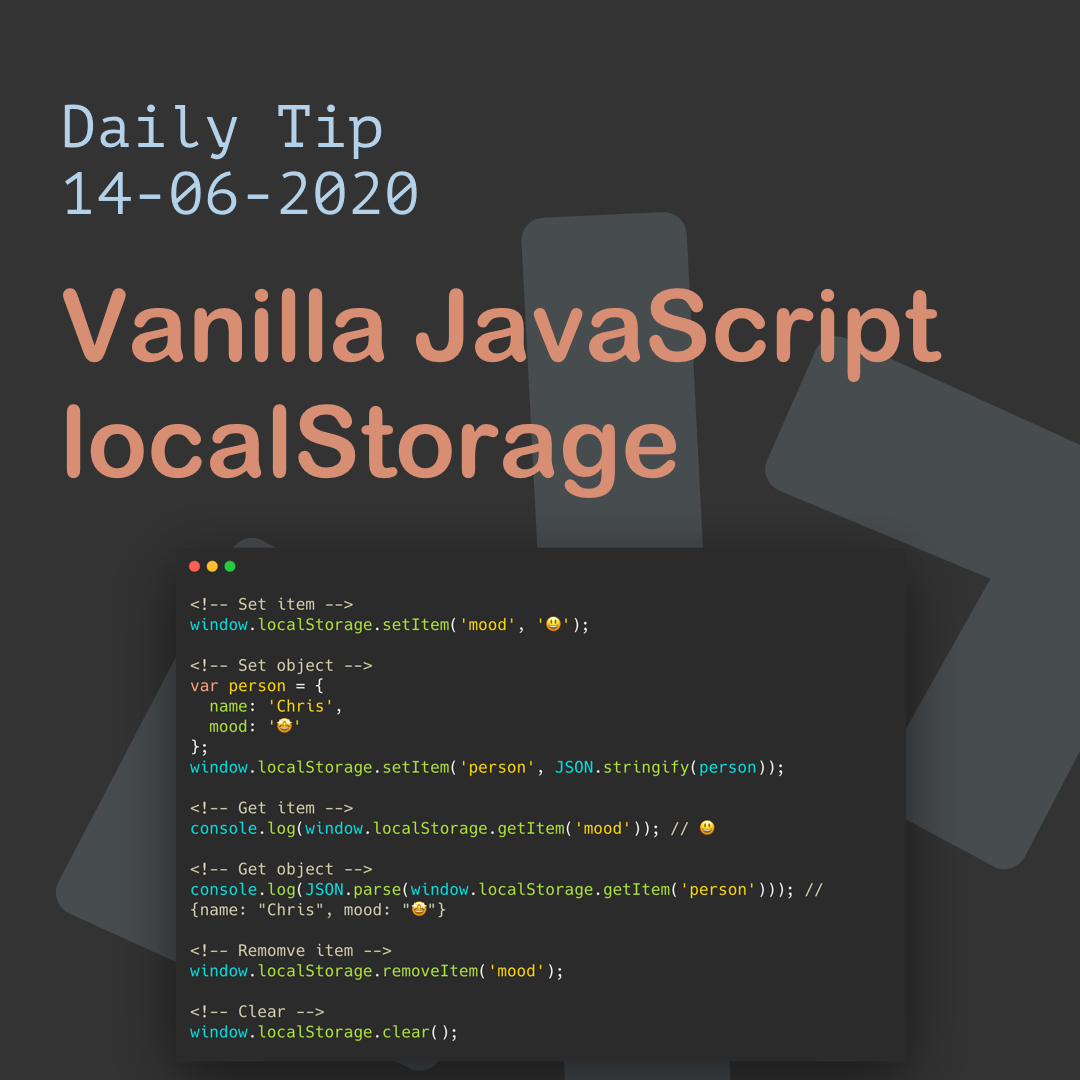 Daily Tip
14-06-2020
Vanilla JavaScript
localStorage
<!-- Set item -->
window.localStorage.setItem('mood', '😃');
<!-- Set object -->
var person = {
  name: 'Chris',
  mood: '🤩'
};
window.localStorage.setItem('person', JSON.stringify(person));
<!-- Get item -->
console.log(window.localStorage.getItem('mood')); // 😃
<!-- Get object -->
console.log(JSON.parse(window.localStorage.getItem('person'))); //
{name: "Chris", mood: "🤩"}
<!-- Remomve item -->
window.localStorage.removeItem('mood');
<!-- Clear -->
window.localStorage.clear();